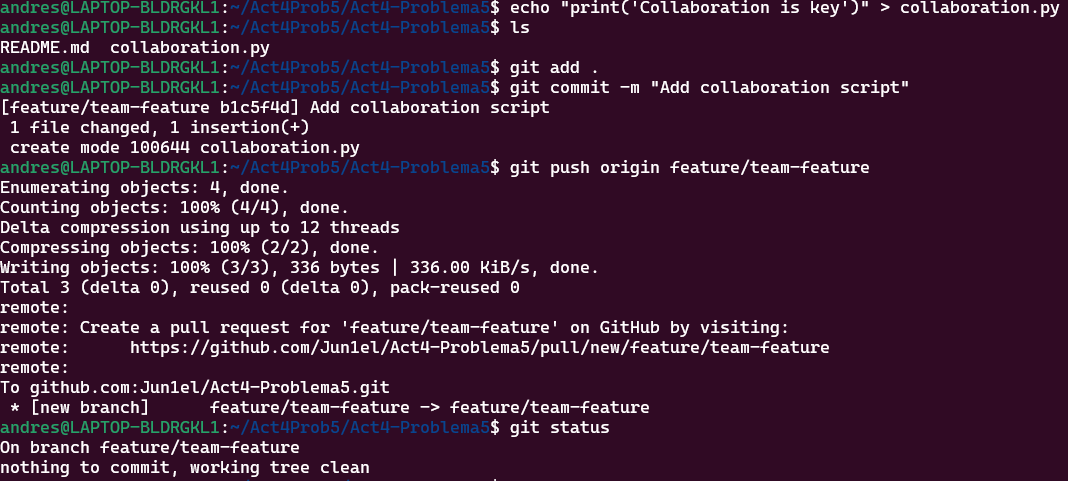 andres@LAPTOP-BLDRGKL1:~/Act4Prob5/Act4-Problema5$ echo "print('Collaboration is key')" > collaboration.py
andres@LAPTOP-BLDRGKL1:~/Act4Prob5/Act4-Problema5$ ls
README.md  collaboration.py
andres@LAPTOP-BLDRGKL1:~/Act4Prob5/Act4-Problema5$ git add .
andres@LAPTOP-BLDRGKL1:~/Act4Prob5/Act4-Problema5$ git commit -m "Add collaboration script"
[feature/team-feature b1c5f4d] Add collaboration script
 1 file changed, 1 insertion(+)
 create mode 100644 collaboration.py
andres@LAPTOP-BLDRGKL1:~/Act4Prob5/Act4-Problema5$ git push origin feature/team-feature
Enumerating objects: 4, done.
Counting objects: 100% (4/4), done.
Delta compression using up to 12 threads
Compressing objects: 100% (2/2), done.
Writing objects: 100% (3/3), 336 bytes | 336.00 KiB/s, done.
Total 3 (delta 0), reused 0 (delta 0), pack-reused 0
remote:
remote: Create a pull request for 'feature/team-feature' on GitHub by visiting:
remote:      https://github.com/Jun1el/Act4-Problema5/pull/new/feature/team-feature
remote:
To github.com:Jun1el/Act4-Problema5.git
 * [new branch]      feature/team-feature -> feature/team-feature
andres@LAPTOP-BLDRGKL1:~/Act4Prob5/Act4-Problema5$ git status
On branch feature/team-feature
nothing to commit, working tree clean